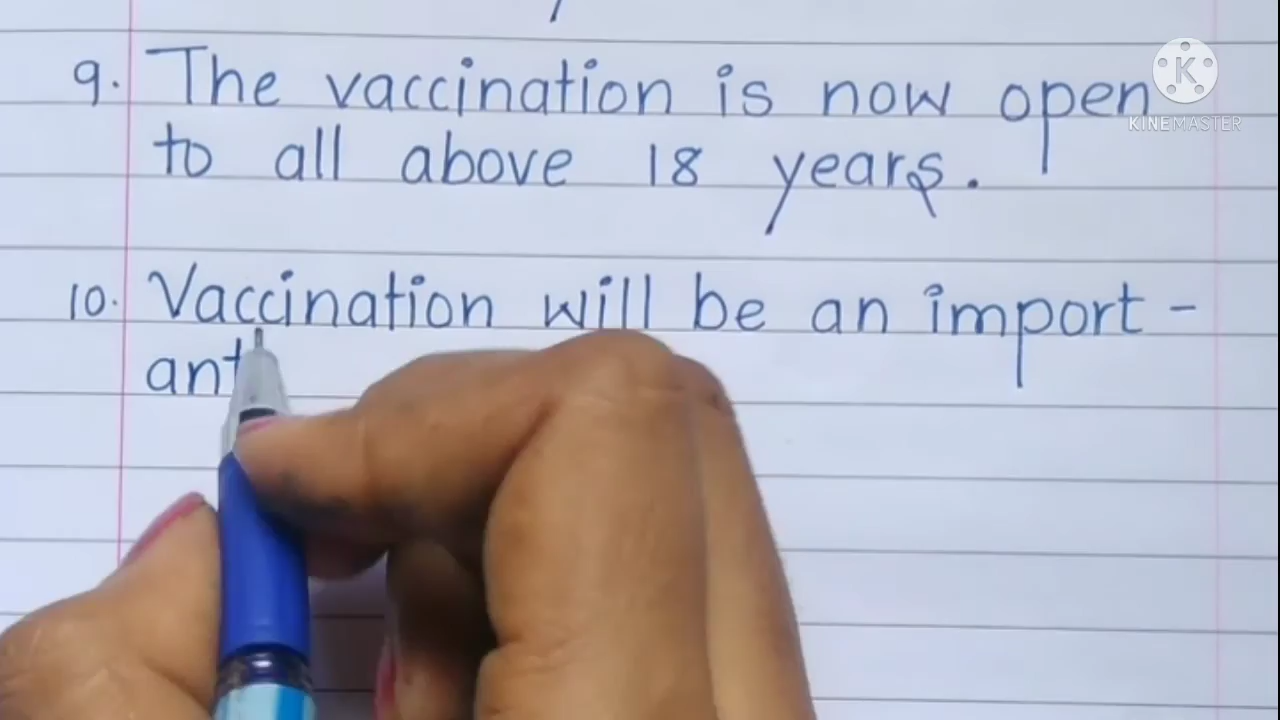 9. The vaccination is now open
to all above 18 years.
10. Vaccination will be an import-
ant
K
KINEMASTER